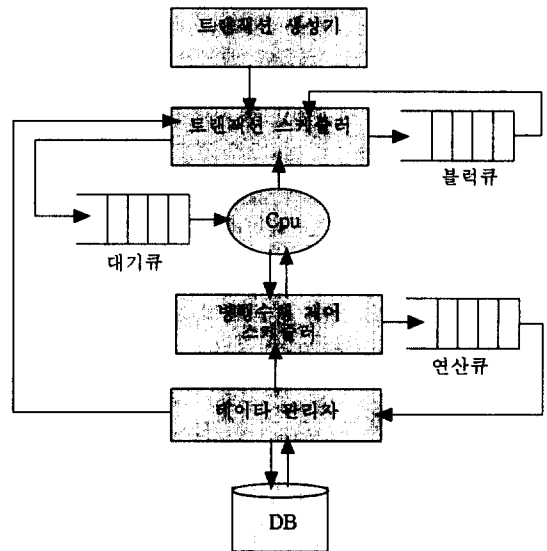 트랜잭션 생성기
트랜잭션 스케쥴러
블럭큐
Cpu
대기큐
병행수행 제어
스케쥴러
연산큐
데이타 관리자
DB